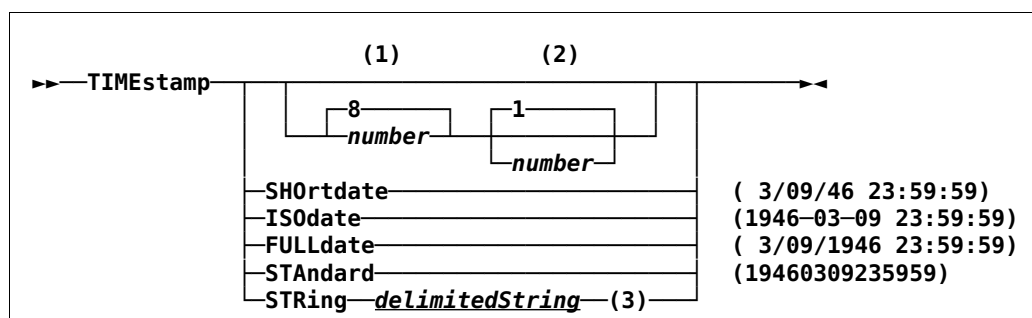 (1) (2)
TIMEstamp
8 1
number
number
SHOrtdate ( 3/09/46 23:59:59)
ISOdate (1946-03-09 23:59:59)
FULLdate ( 3/09/1946 23:59:59)
STAndard (19460309235959)
STRing delimitedString (3)